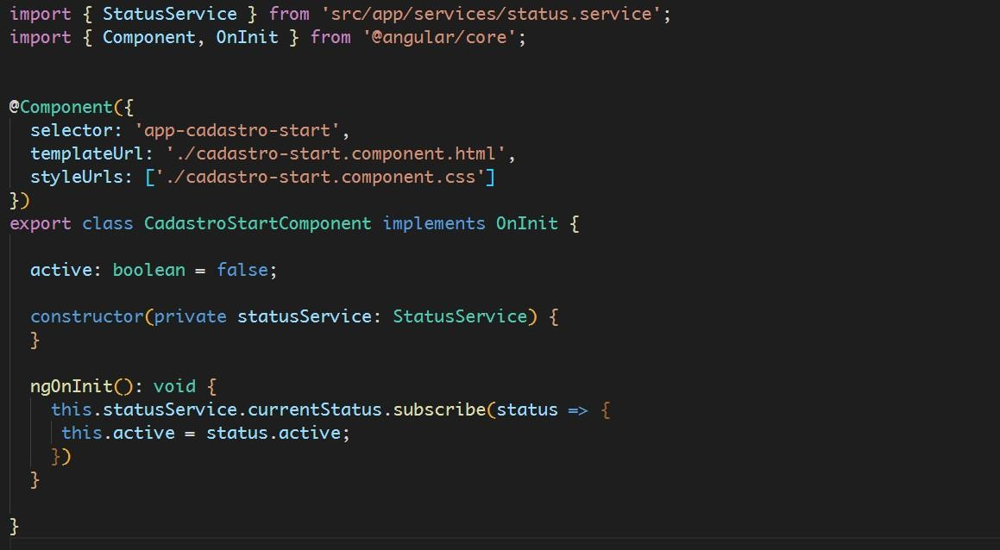 import { StatusService } from 'src/app/services/status.service';
import { Component, OnInit } from '@angular/core';
@Component({
  selector: 'app-cadastro-start',
  templateUrl: './cadastro-start.component.html',
  styleUrls: ['./cadastro-start.component.css']
})
export class CadastroStartComponent implements OnInit {
  active: boolean = false;
  constructor(private statusService: StatusService) {
  }
  ngOnInit(): void {
    this.statusService.currentStatus.subscribe(status => {
     this.active = status.active;
    })
  }
}